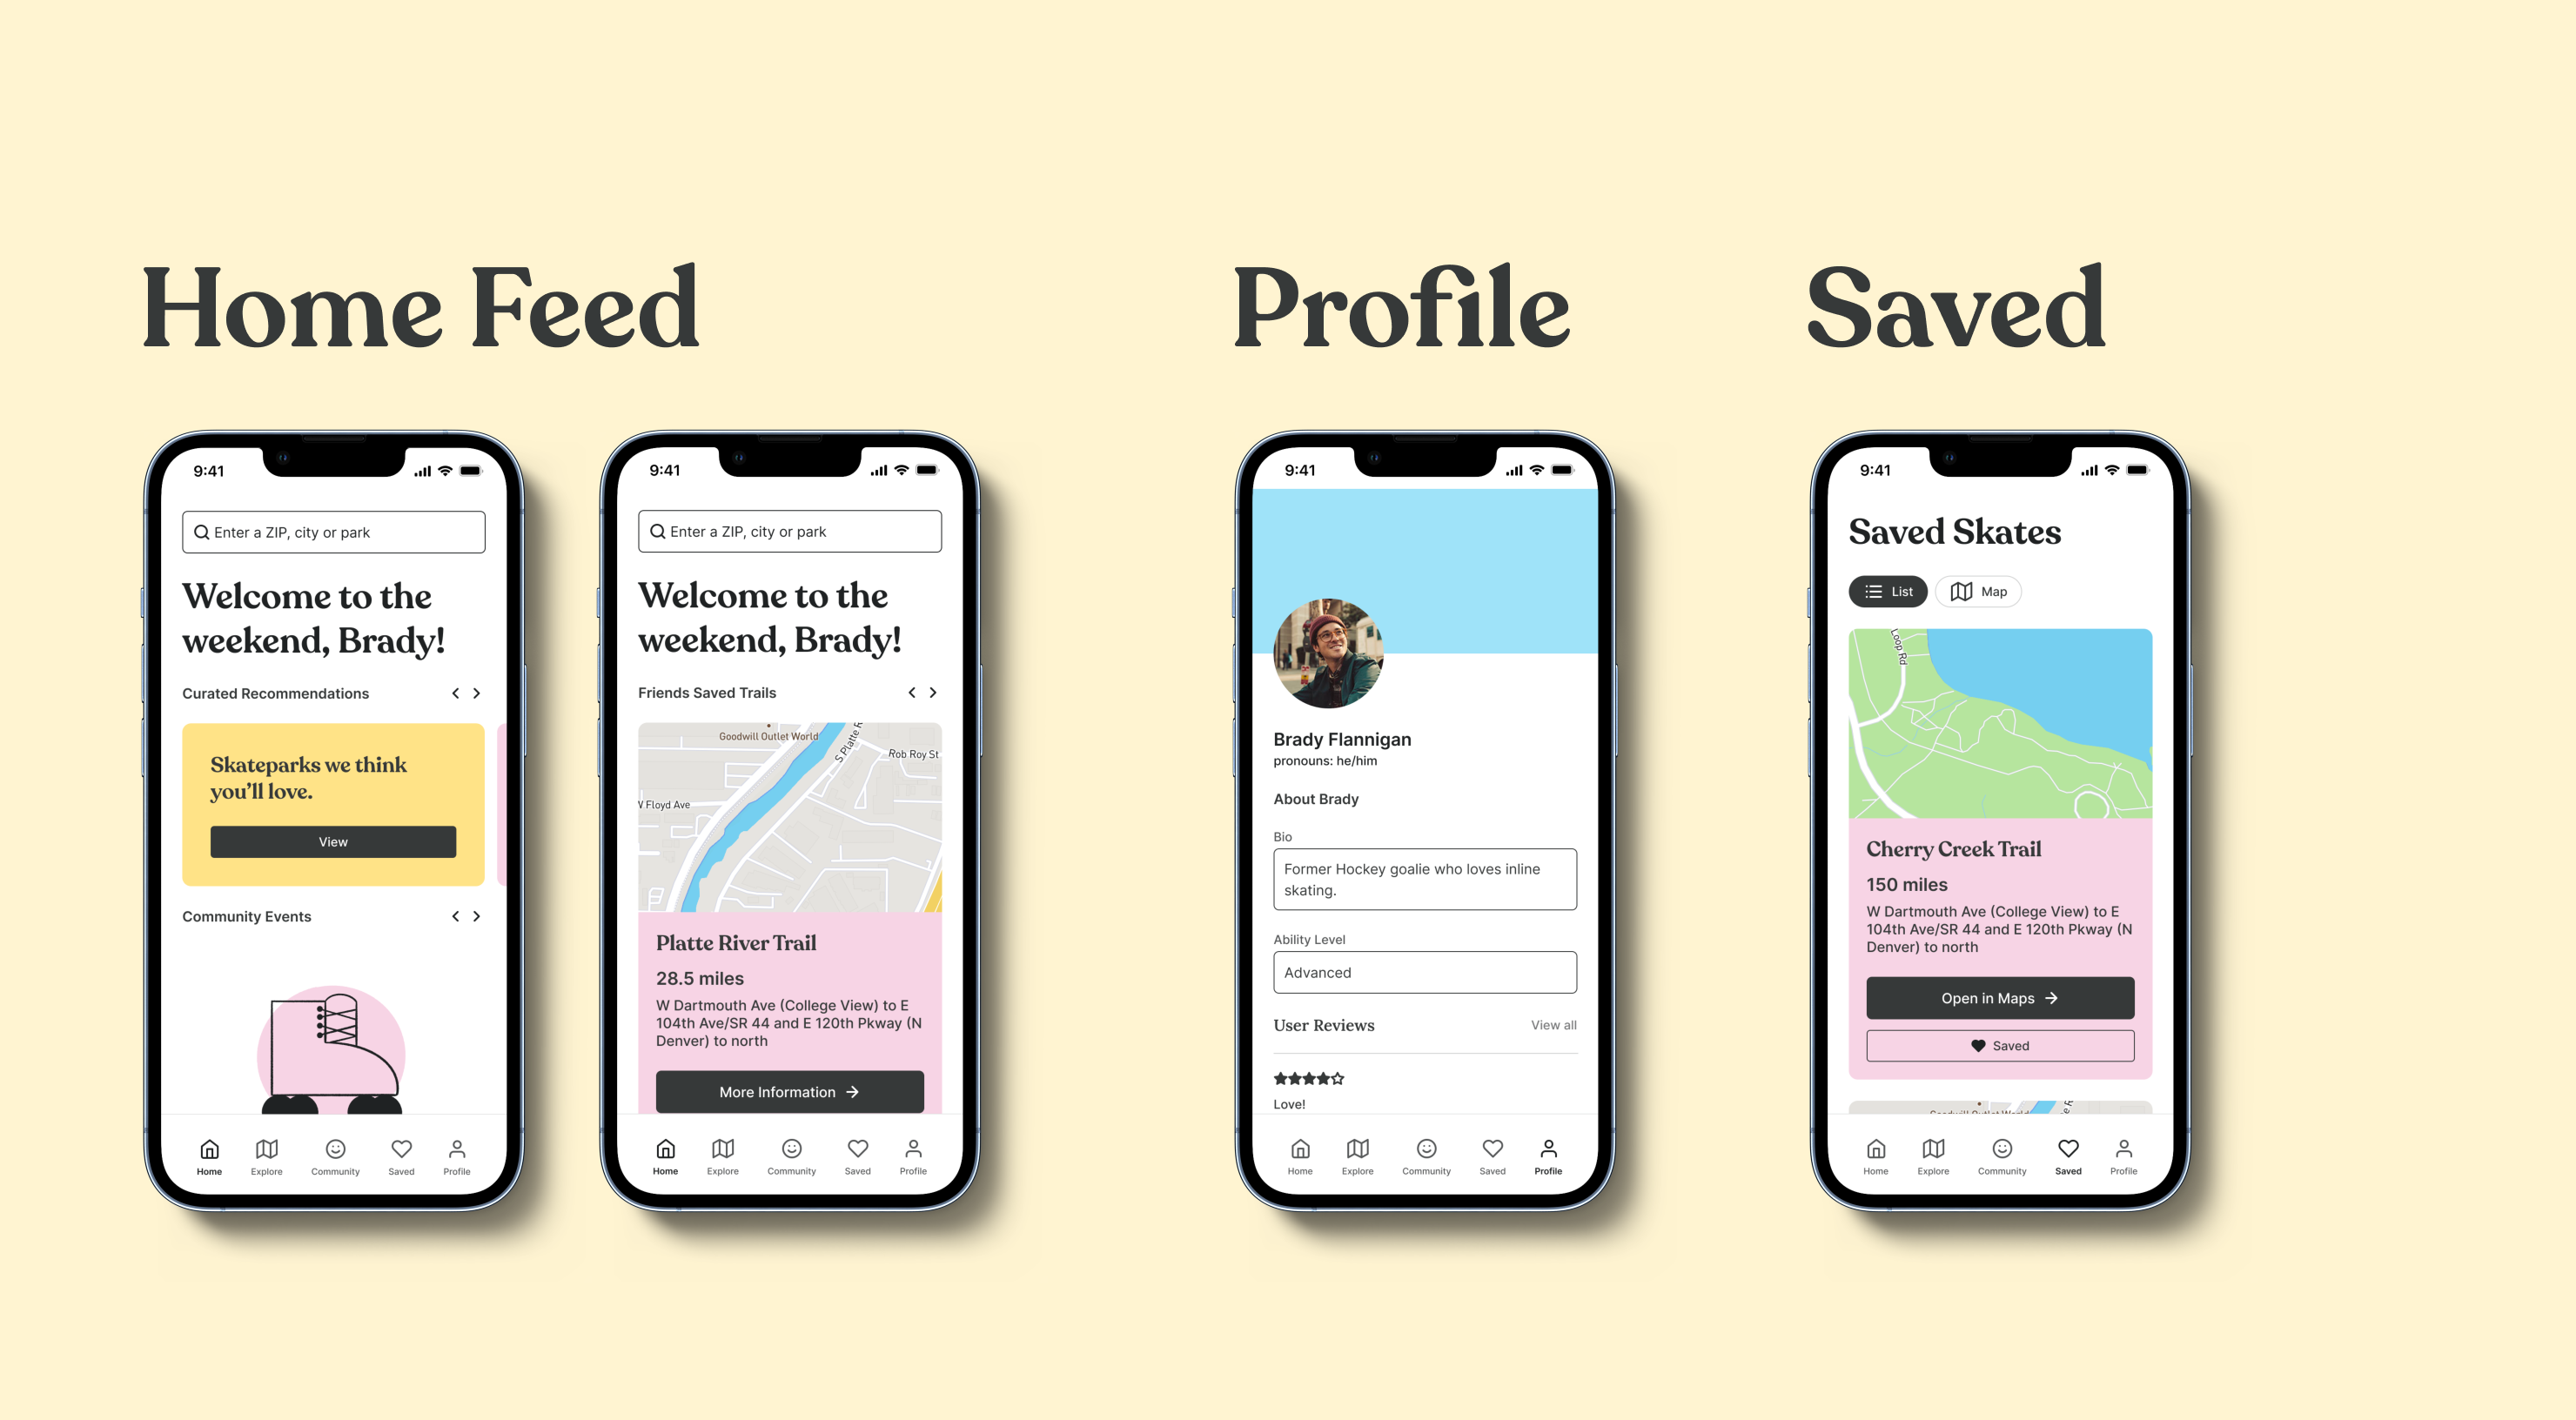 Home Feed
Profile
Saved
9:41
Enter a ZIP, city or park
Welcome to the
weekend, Brady!
Curated Recommendations
Skateparks we think
you'll love.
View
Community Events
Home
Explore
Community
Saved
Profile
9:41
Enter a ZIP, city or park
Welcome to the
weekend, Brady!
Friends Saved Trails
Goodwill Outlet World
S Platte R
Rob Roy St
W Floyd Ave
Platte River Trail
28.5 miles
W Dartmouth Ave (College View) to E
104th Ave/SR 44 and E 120th Pkway (N
Denver) to north
More Information
Home
Explore
Community
Saved
Profile
9:41
Brady Flannigan
pronouns: he/him
About Brady
Bio
Former Hockey goalie who loves inline
skating.
Ability Level
Advanced
User Reviews
View all
Love!
Home
Explore
Community
Saved
Profile
9:41
Saved Skates
List
Map
Loop Rd
Cherry Creek Trail
150 miles
W Dartmouth Ave (College View) to E
104th Ave/SR 44 and E 120th Pkway (N
Denver) to north
Open in Maps
Saved
Goodwill Outlet World
Home
Explore
Community
Saved
Profile